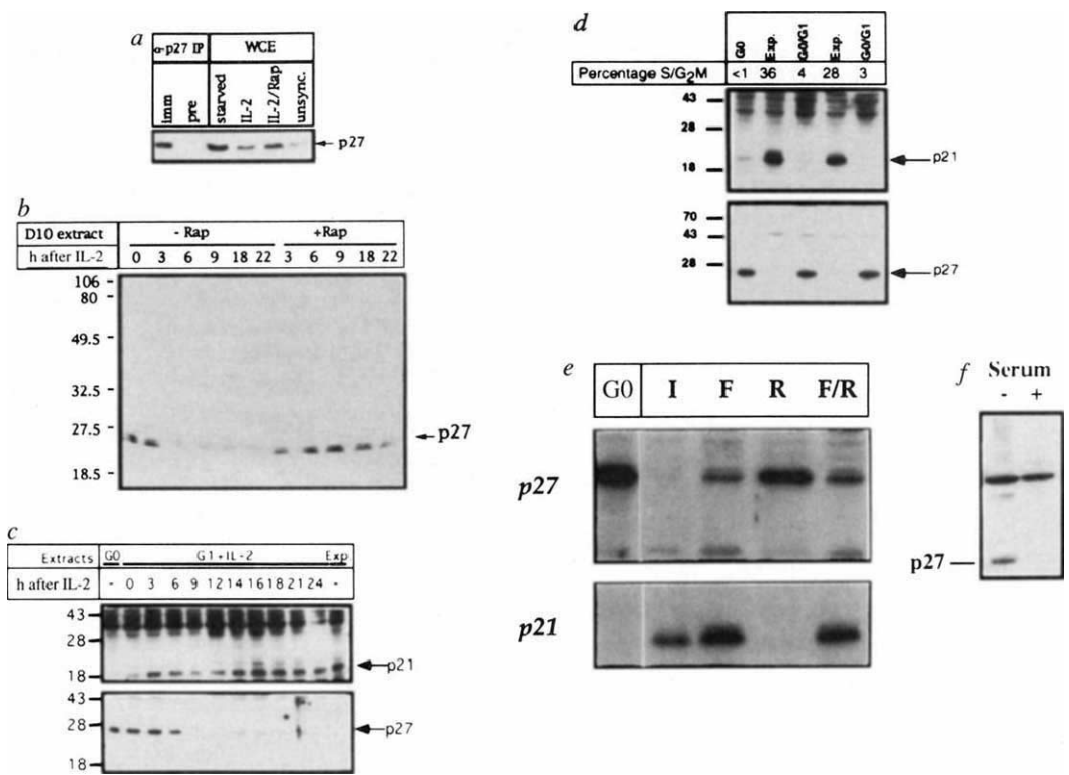 a
α-p27 IP WCE
imm pre starved IL-2 IL-2/Rap unsync.
p27
b
D10 extract - Rap +Rap
h after IL-2 0 3 6 9 18 22 3 6 9 18 22
106 -
80 -
49.5 -
32.5 -
27.5 -
18.5 -
p27
c
Extracts G0 G1+IL-2 Exp
h after IL-2 - 0 3 6 9 12 14 16 18 21 24 -
43
28
18
p21
43
28
18
p27
d
G0 Exp. G0/G1 Exp. G0/G1
Percentage S/G2M <1 36 4 28 3
43
28
18
p21
70
43
28
p27
e
G0 I F R F/R
p27
p21
f Serum
- +
p27